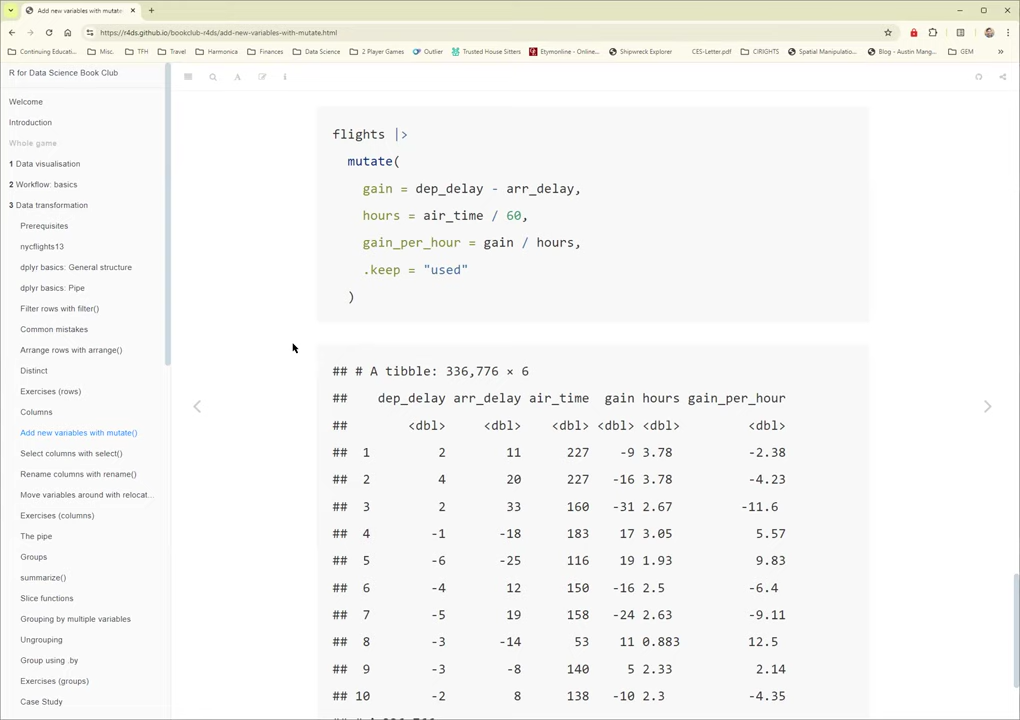 Add new variables with mutate()
https://r4ds.github.io/bookclub-r4ds/add-new-variables-with-mutate.html
Continuing Educati...
Misc.
TFH
Travel
Harmonica
Finances
Data Science
2 Player Games
Outlier
Trusted House Sitters
Etymonline - Online...
Shipwreck Explorer
CES-Letter.pdf
CIRIGHTS
Spatial Manipulatio...
Blog - Austin Mang...
GEM
R for Data Science Book Club
Welcome
Introduction
Whole game
1 Data visualisation
2 Workflow: basics
3 Data transformation
Prerequisites
nycflights13
dplyr basics: General structure
dplyr basics: Pipe
Filter rows with filter()
Common mistakes
Arrange rows with arrange()
Distinct
Exercises (rows)
Columns
Add new variables with mutate()
Select columns with select()
Rename columns with rename()
Move variables around with relocat...
Exercises (columns)
The pipe
Groups
summarize()
Slice functions
Grouping by multiple variables
Ungrouping
Group using .by
Exercises (groups)
Case Study
flights |>
mutate(
gain = dep_delay - arr_delay,
hours = air_time / 60,
gain_per_hour = gain / hours,
.keep = "used"
)
## # A tibble: 336,776 × 6
## dep_delay arr_delay air_time gain hours gain_per_hour
## <dbl> <dbl> <dbl> <dbl> <dbl> <dbl>
## 1 2 11 227 -9 3.78 -2.38
## 2 4 20 227 -16 3.78 -4.23
## 3 2 33 160 -31 2.67 -11.6
## 4 -1 -18 183 17 3.05 5.57
## 5 -6 -25 116 19 1.93 9.83
## 6 -4 12 150 -16 2.5 -6.4
## 7 -5 19 158 -24 2.63 -9.11
## 8 -3 -14 53 11 0.883 12.5
## 9 -3 -8 140 5 2.33 2.14
## 10 -2 8 138 -10 2.3 -4.35